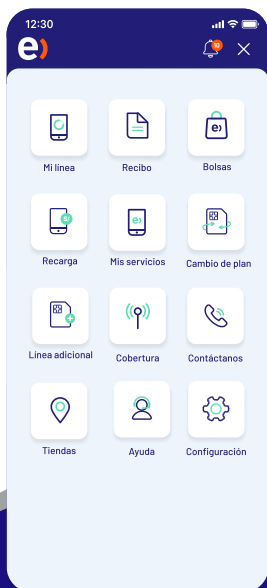 12:30
e)
10
Mi línea
Recibo
e)
Bolsas
S/
e)
Recarga
Mis servicios
Cambio de plan
Línea adicional
Cobertura
Contáctanos
Tiendas
Ayuda
Configuración